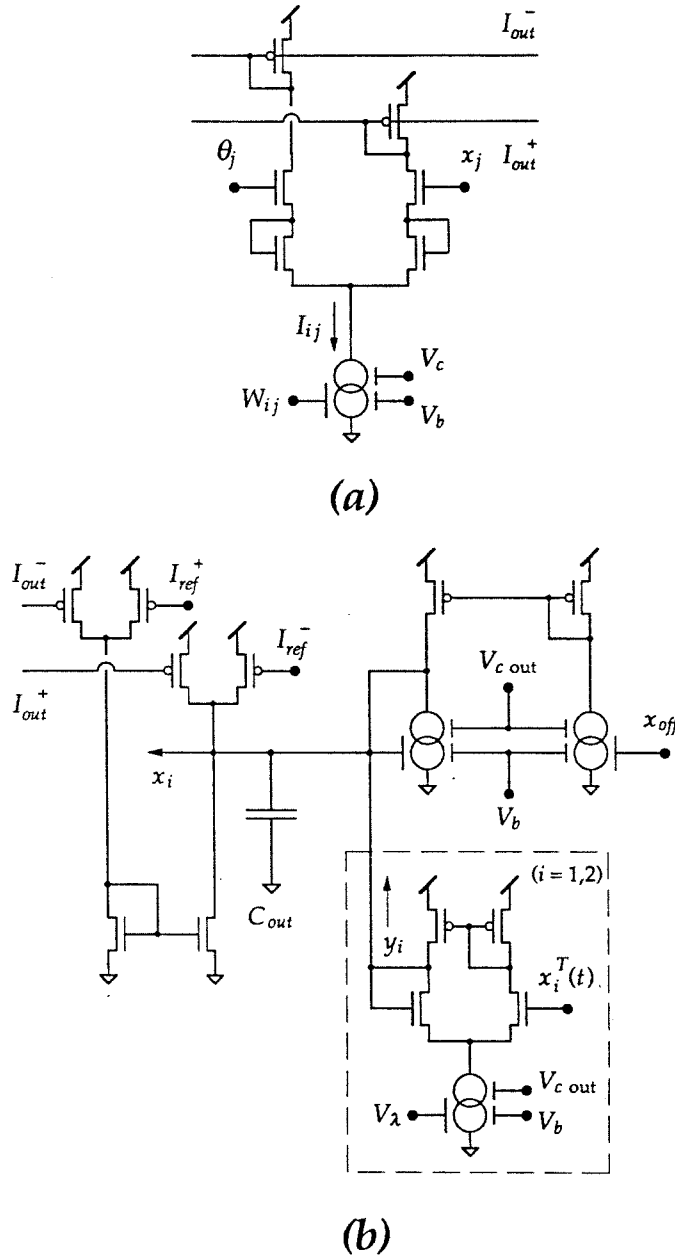 I_out^-
θ_j
x_j
I_out^+
I_ij
V_c
W_ij
V_b
(a)
I_out^-
I_ref^+
I_ref^-
I_out^+
V_c out
x_off
x_i
V_b
C_out
(i = 1,2)
y_i
x_i^T(t)
V_c out
V_λ
V_b
(b)